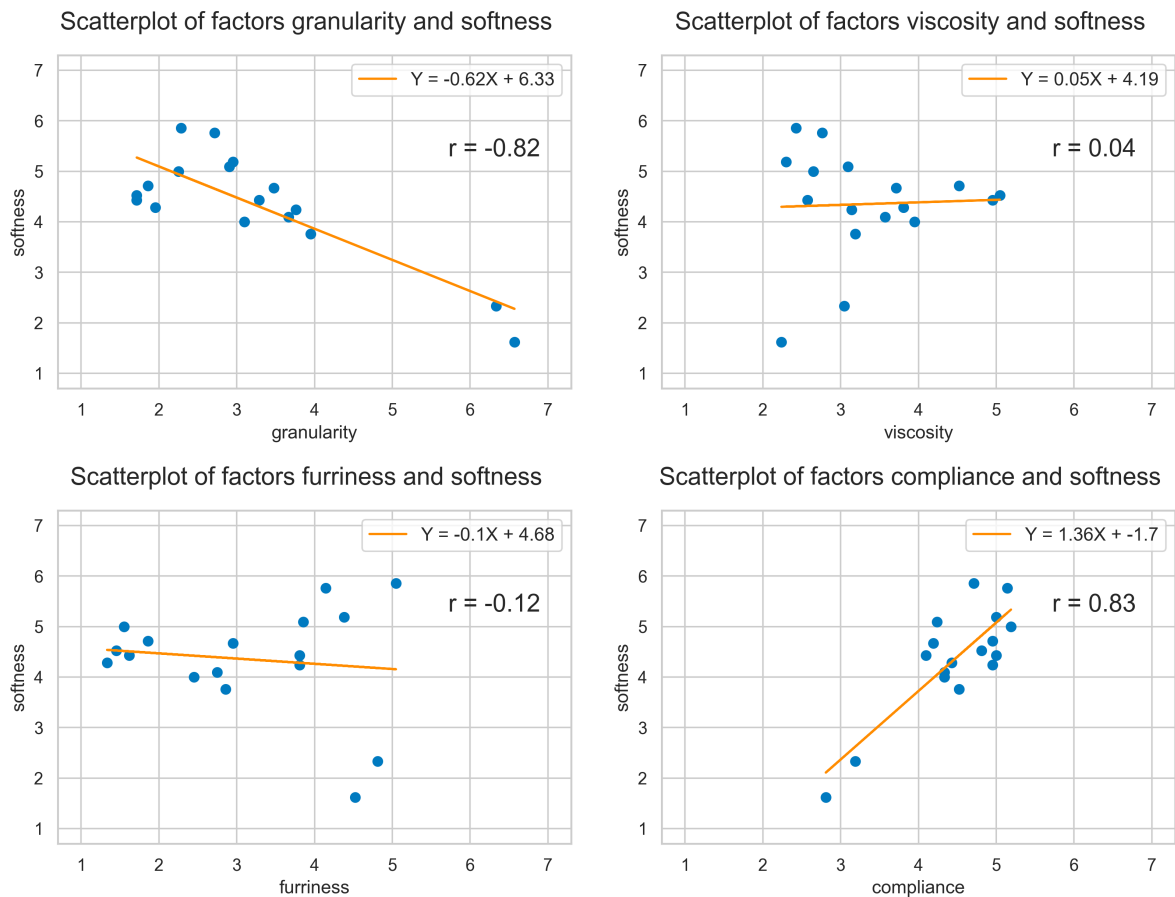 Scatterplot of factors granularity and softness
Y = -0.62X + 6.33
r = -0.82
softness
7
6
5
4
3
2
1
1 2 3 4 5 6 7
granularity
Scatterplot of factors viscosity and softness
Y = 0.05X + 4.19
r = 0.04
softness
7
6
5
4
3
2
1
1 2 3 4 5 6 7
viscosity
Scatterplot of factors furriness and softness
Y = -0.1X + 4.68
r = -0.12
softness
7
6
5
4
3
2
1
1 2 3 4 5 6 7
furriness
Scatterplot of factors compliance and softness
Y = 1.36X + -1.7
r = 0.83
softness
7
6
5
4
3
2
1
1 2 3 4 5 6 7
compliance